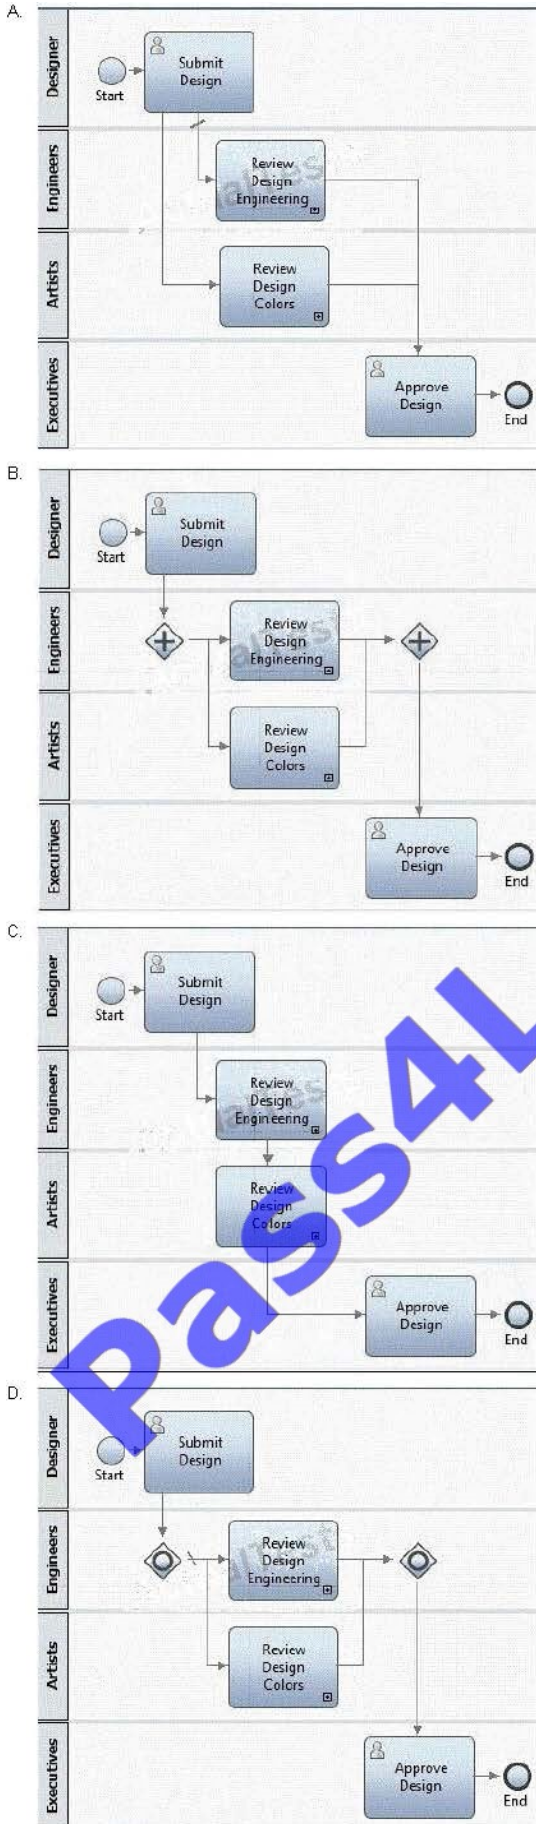 A.
Designer
Submit
Design
Start
Engineers
Review
Design
Engineering
Artists
Review
Design
Colors
Executives
Approve
Design
End
B.
Designer
Submit
Design
Start
Engineers
Review
Design
Engineering
Artists
Review
Design
Colors
Executives
Approve
Design
End
C.
Designer
Submit
Design
Start
Engineers
Review
Design
Engineering
Artists
Review
Design
Colors
Executives
Approve
Design
End
Pass4L
D.
Designer
Submit
Design
Start
Engineers
Review
Design
Engineering
Artists
Review
Design
Colors
Executives
Approve
Design
End